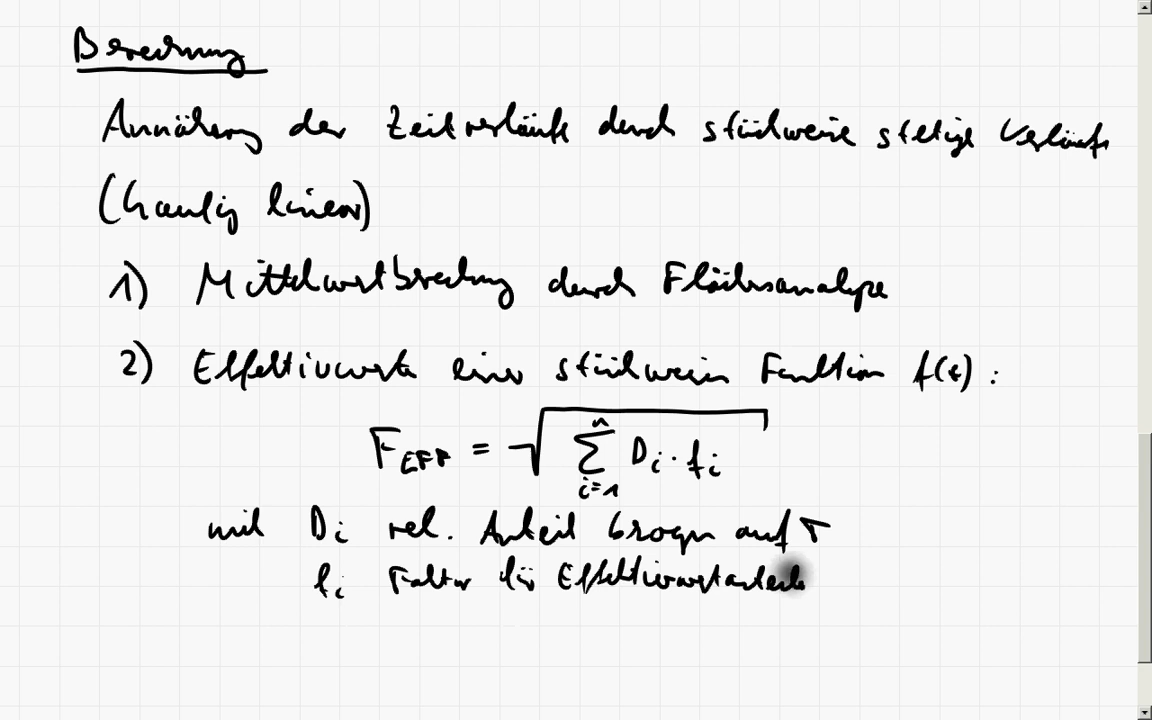 Berechnung
Annäherung der Zeitverläufe durch stückweise stetige Verläufe
(häufig linear)
1) Mittelwertberechnung durch Flächenanalyse
2) Effektivwerte einer stückweisen Funktion f(t):
F_EFF = √(∑_{i=1}^{n} D_i · f_i)
mit D_i rel. Anteil bezogen auf T
f_i Faktor für Effektivwertanteile